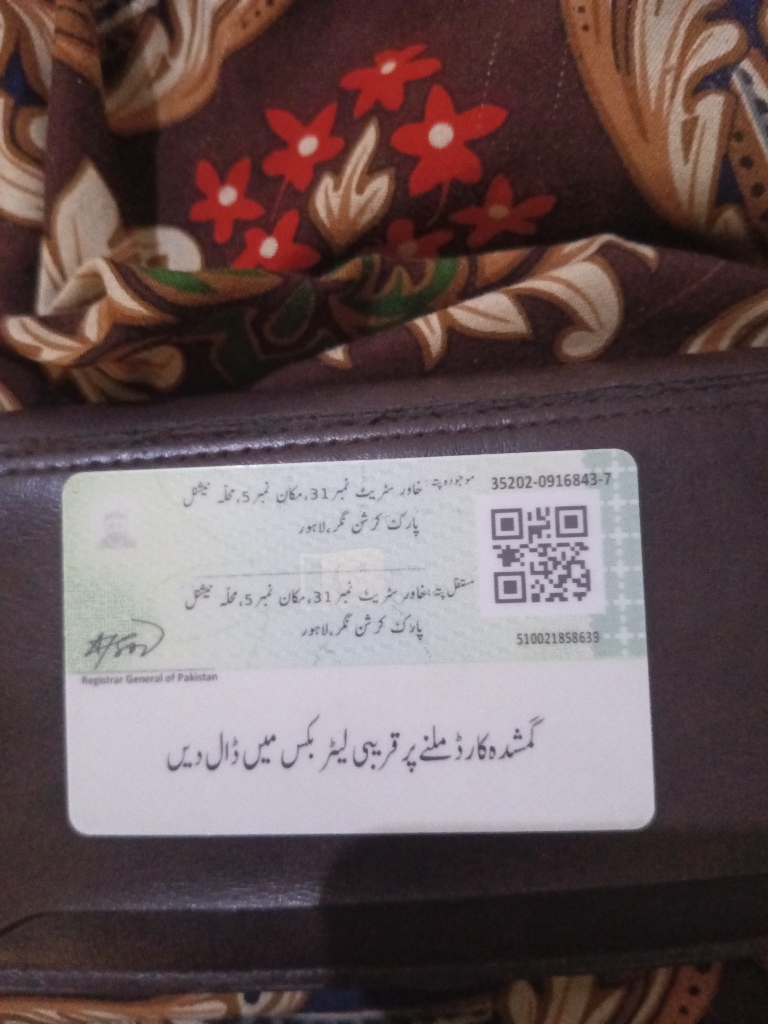 35202-0916843-7
موجودہ پتہ: خاور سٹریٹ نمبر 31، مکان نمبر 5، محلہ نیشنل
پارک کرشن نگر، لاہور
مستقل پتہ: خاور سٹریٹ نمبر 31، مکان نمبر 5، محلہ نیشنل
پارک کرشن نگر، لاہور
510021858639
Registrar General of Pakistan
گمشدہ کارڈ ملنے پر قریبی لیٹر بکس میں ڈال دیں